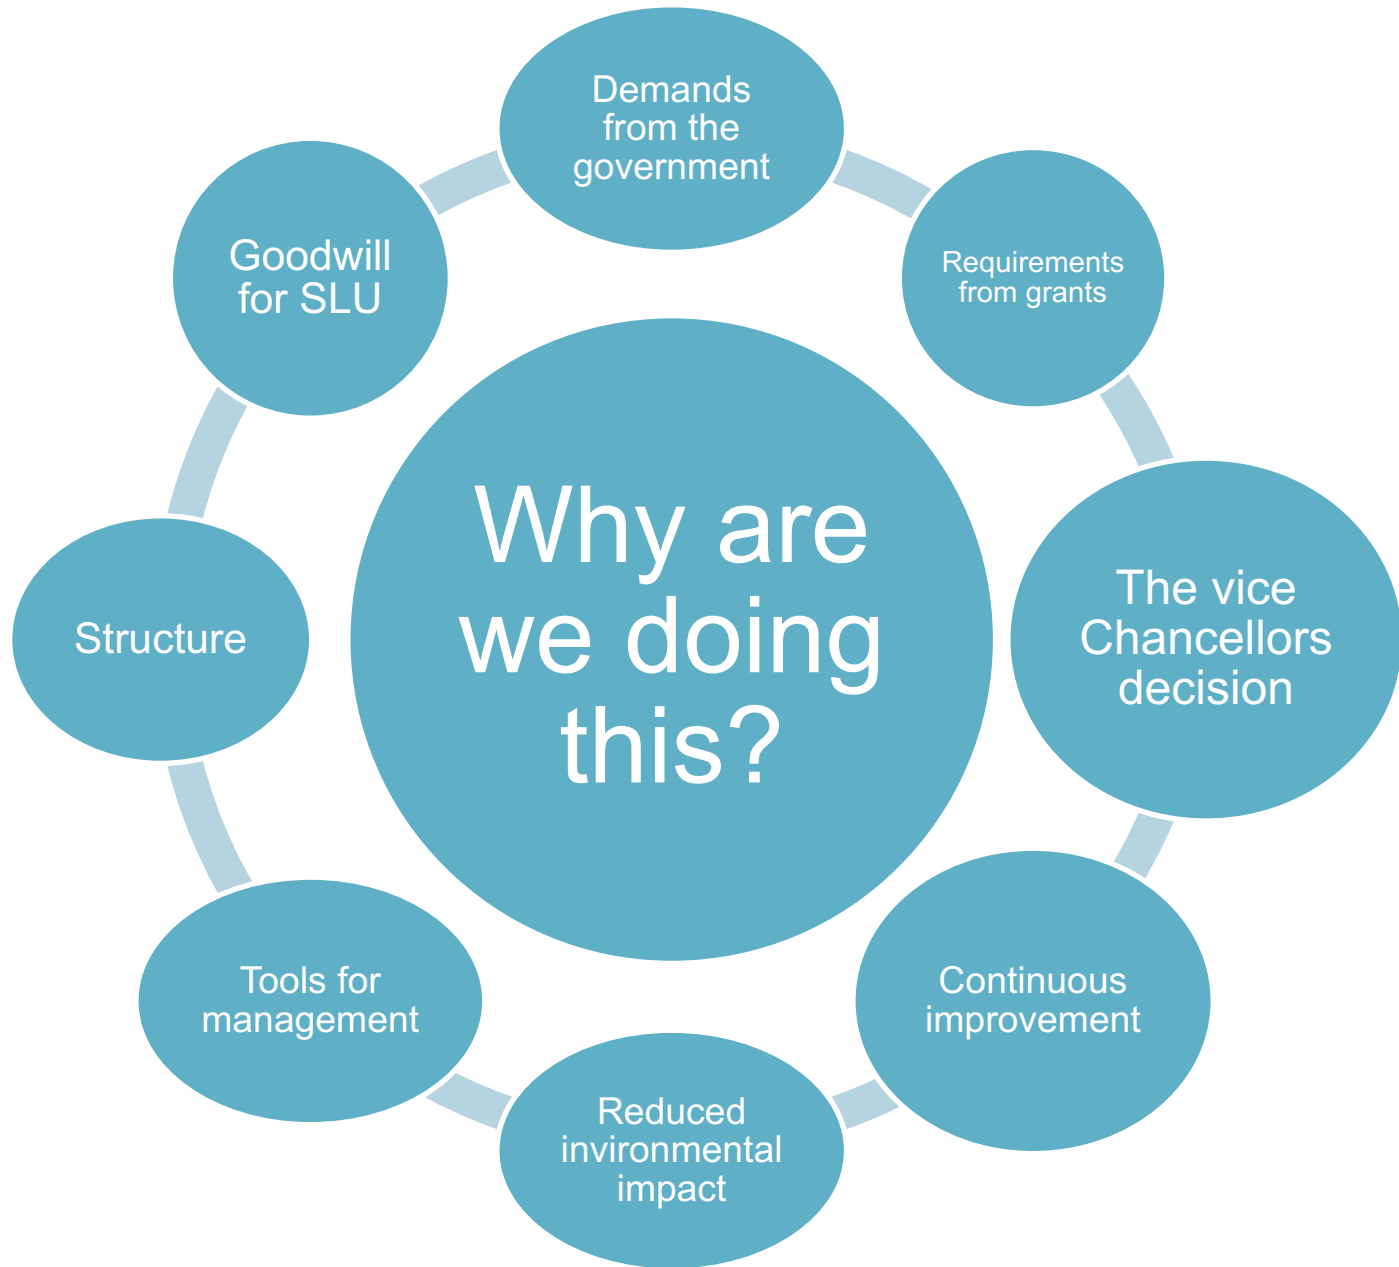 Demands
from the
government
Requirements
from grants
The vice
Chancellors
decision
Continuous
improvement
Reduced
invironmental
impact
Tools for
management
Structure
Goodwill
for SLU
Why are
we doing
this?